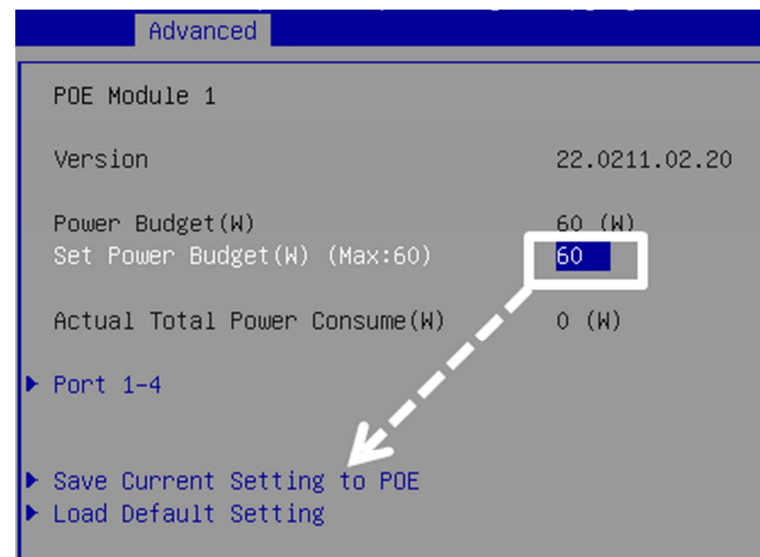 Advanced
POE Module 1
Version 22.0211.02.20
Power Budget(W) 60 (W)
Set Power Budget(W) (Max:60) 60
Actual Total Power Consume(W) 0 (W)
Port 1-4
Save Current Setting to POE
Load Default Setting